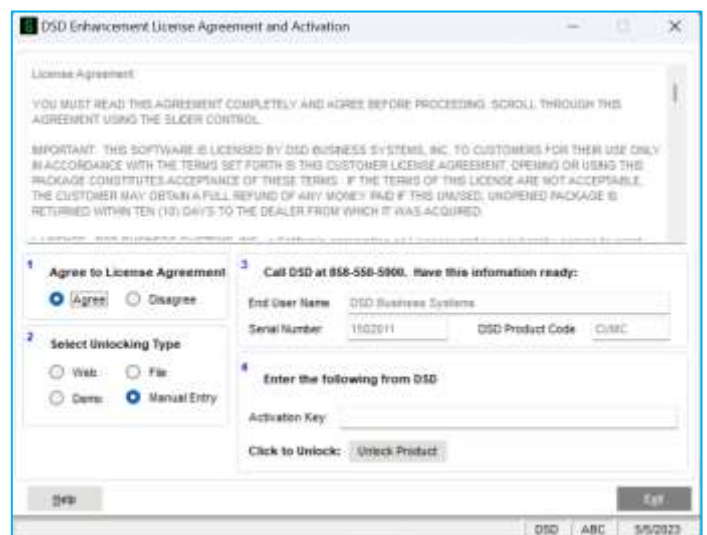 DSD Enhancement License Agreement and Activation
License Agreement
YOU MUST READ THIS AGREEMENT COMPLETELY AND AGREE BEFORE PROCEEDING. SCROLL THROUGH THIS
AGREEMENT USING THE SLIDER CONTROL.
IMPORTANT: THIS SOFTWARE IS LICENSED BY DSD BUSINESS SYSTEMS, INC. TO CUSTOMERS FOR THEIR USE ONLY
IN ACCORDANCE WITH THE TERMS SET FORTH IS THIS CUSTOMER LICENSE AGREEMENT, OPENING OR USING THIS
PACKAGE CONSTITUTES ACCEPTANCE OF THESE TERMS. IF THE TERMS OF THIS LICENSE ARE NOT ACCEPTABLE,
THE CUSTOMER MAY OBTAIN A FULL REFUND OF ANY MONEY PAID IF THIS UNUSED, UNOPENED PACKAGE IS
RETURNED WITHIN TEN (10) DAYS TO THE DEALER FROM WHICH IT WAS ACQUIRED.
1 Agree to License Agreement
Agree Disagree
2 Select Unlocking Type
Web File
Demo Manual Entry
3 Call DSD at 858-550-5900. Have this infomation ready:
End User Name DSD Business Systems
Serial Number 1502011 DSD Product Code CI/MC
4 Enter the following from DSD
Activation Key
Click to Unlock: Unlock Product
Help
Exit
DSD ABC 5/5/2023